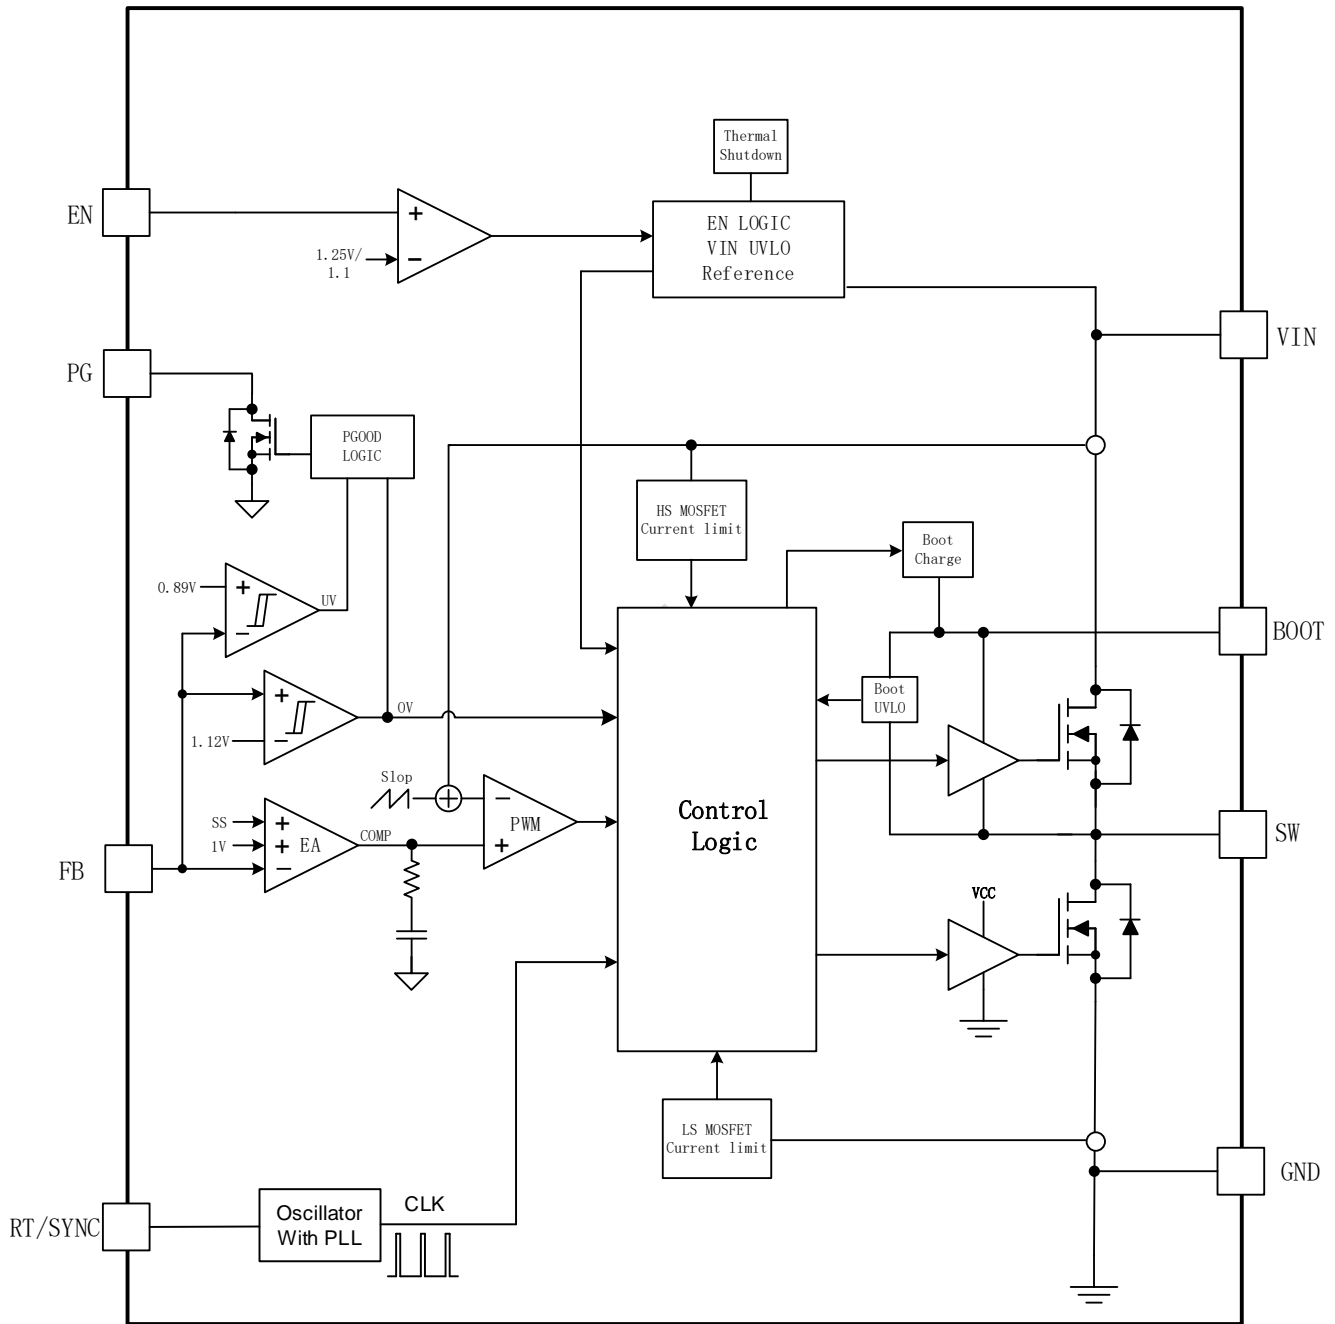 Thermal
Shutdown
EN
EN LOGIC
VIN UVLO
Reference
+
−
1.25V/
1.1
VIN
PG
PGOOD
LOGIC
HS MOSFET
Current limit
Boot
Charge
0.89V
+
−
UV
BOOT
+
−
OV
1.12V
Boot
UVLO
Slop
+
−
PWM
+
Control
Logic
SS
1V
+
+
−
EA
COMP
SW
FB
VCC
LS MOSFET
Current limit
GND
RT/SYNC
Oscillator
With PLL
CLK